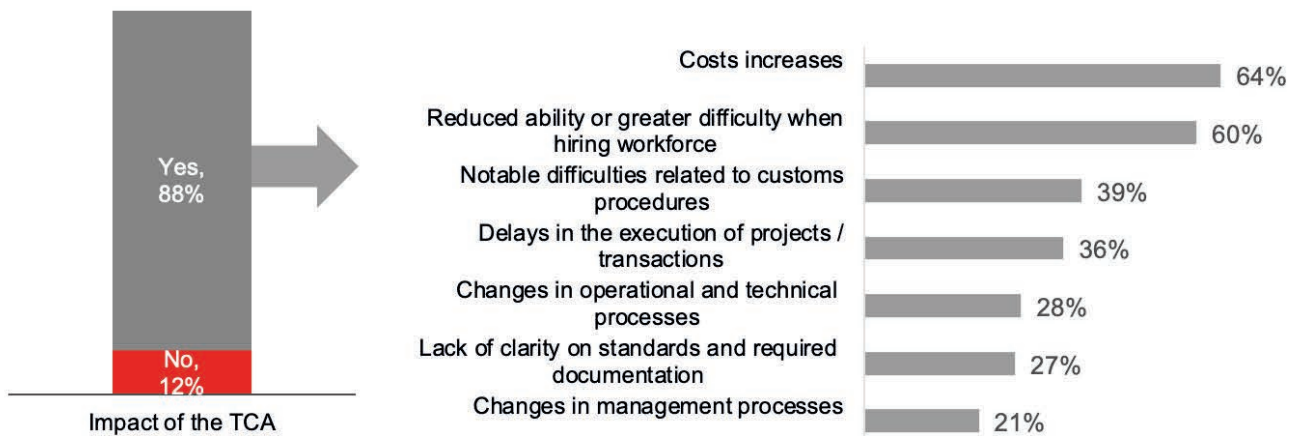 Yes,
88%
No,
12%
Impact of the TCA
Costs increases
64%
Reduced ability or greater difficulty when
hiring workforce
60%
Notable difficulties related to customs
procedures
39%
Delays in the execution of projects /
transactions
36%
Changes in operational and technical
processes
28%
Lack of clarity on standards and required
documentation
27%
Changes in management processes
21%